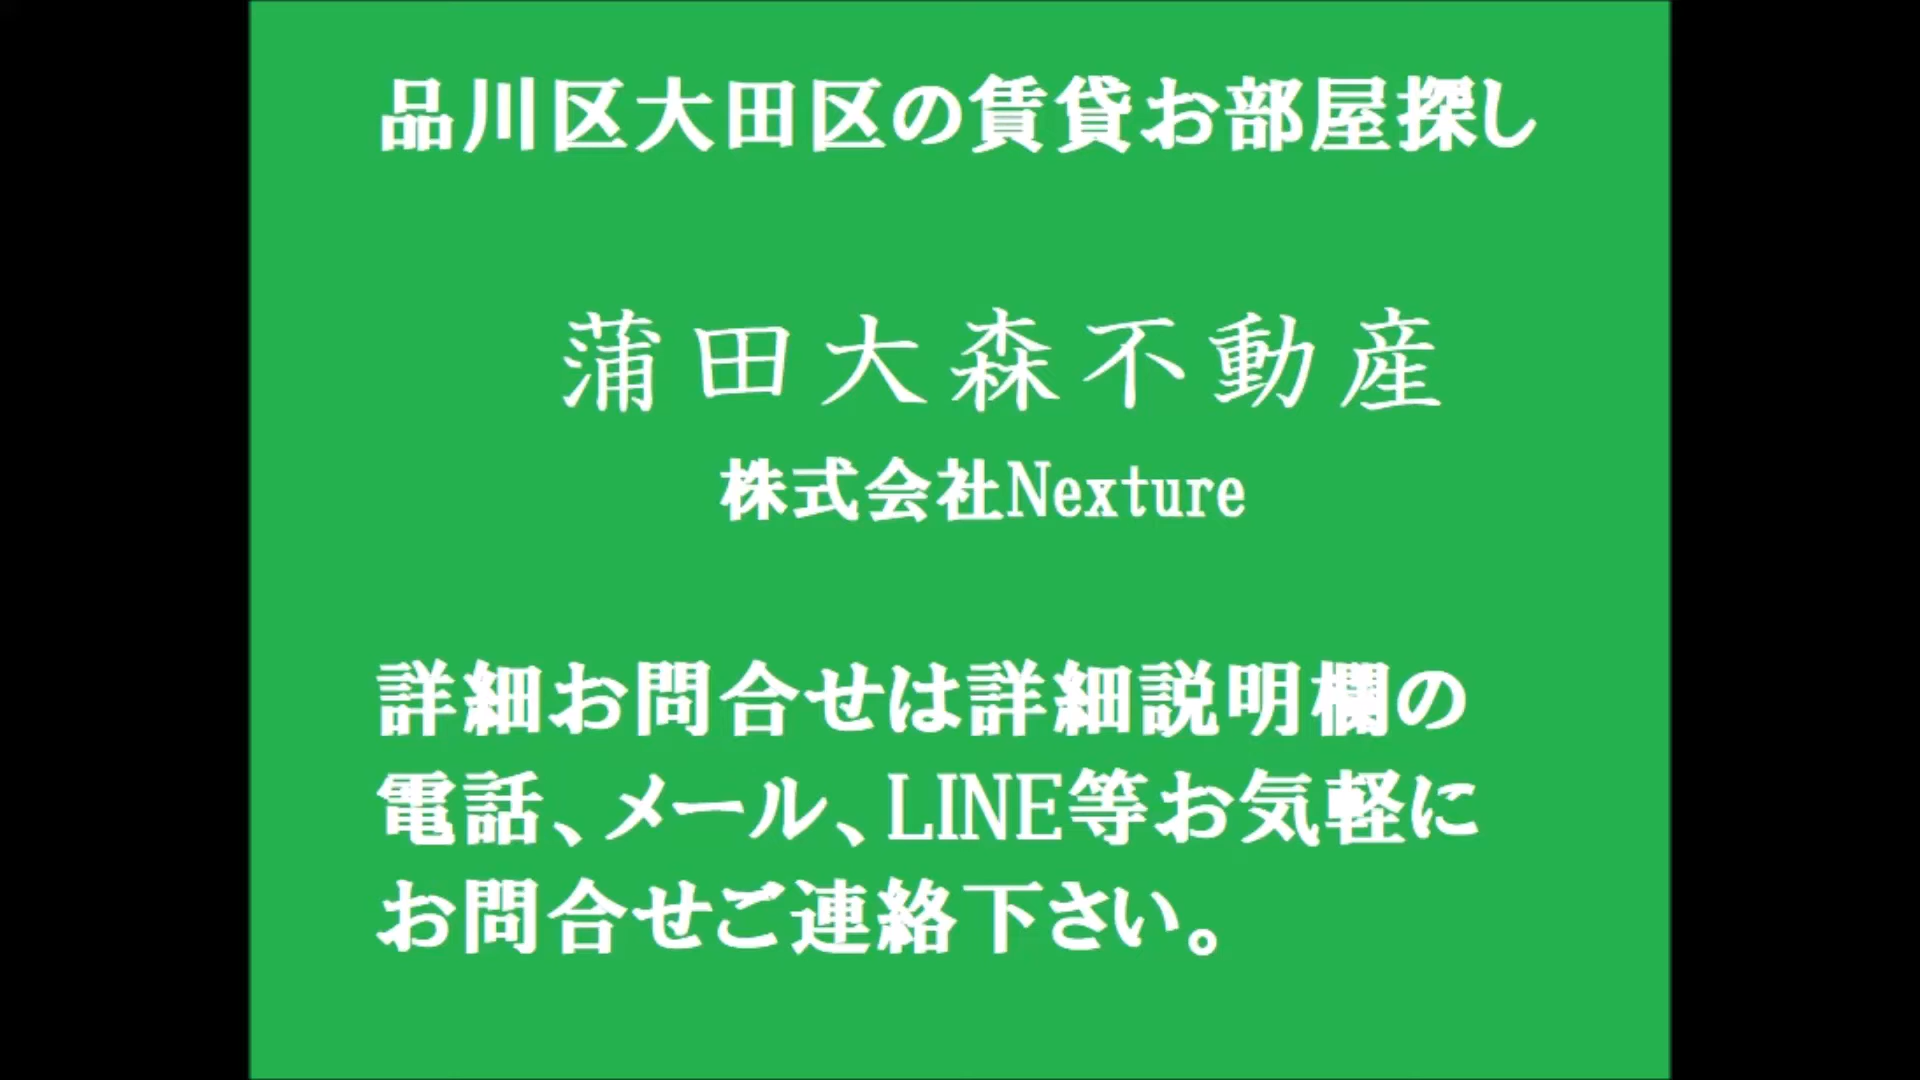 品川区大田区の賃貸お部屋探し
蒲田大森不動産
株式会社Nexture
詳細お問合せは詳細説明欄の
電話、メール、LINE等お気軽に
お問合せご連絡下さい。